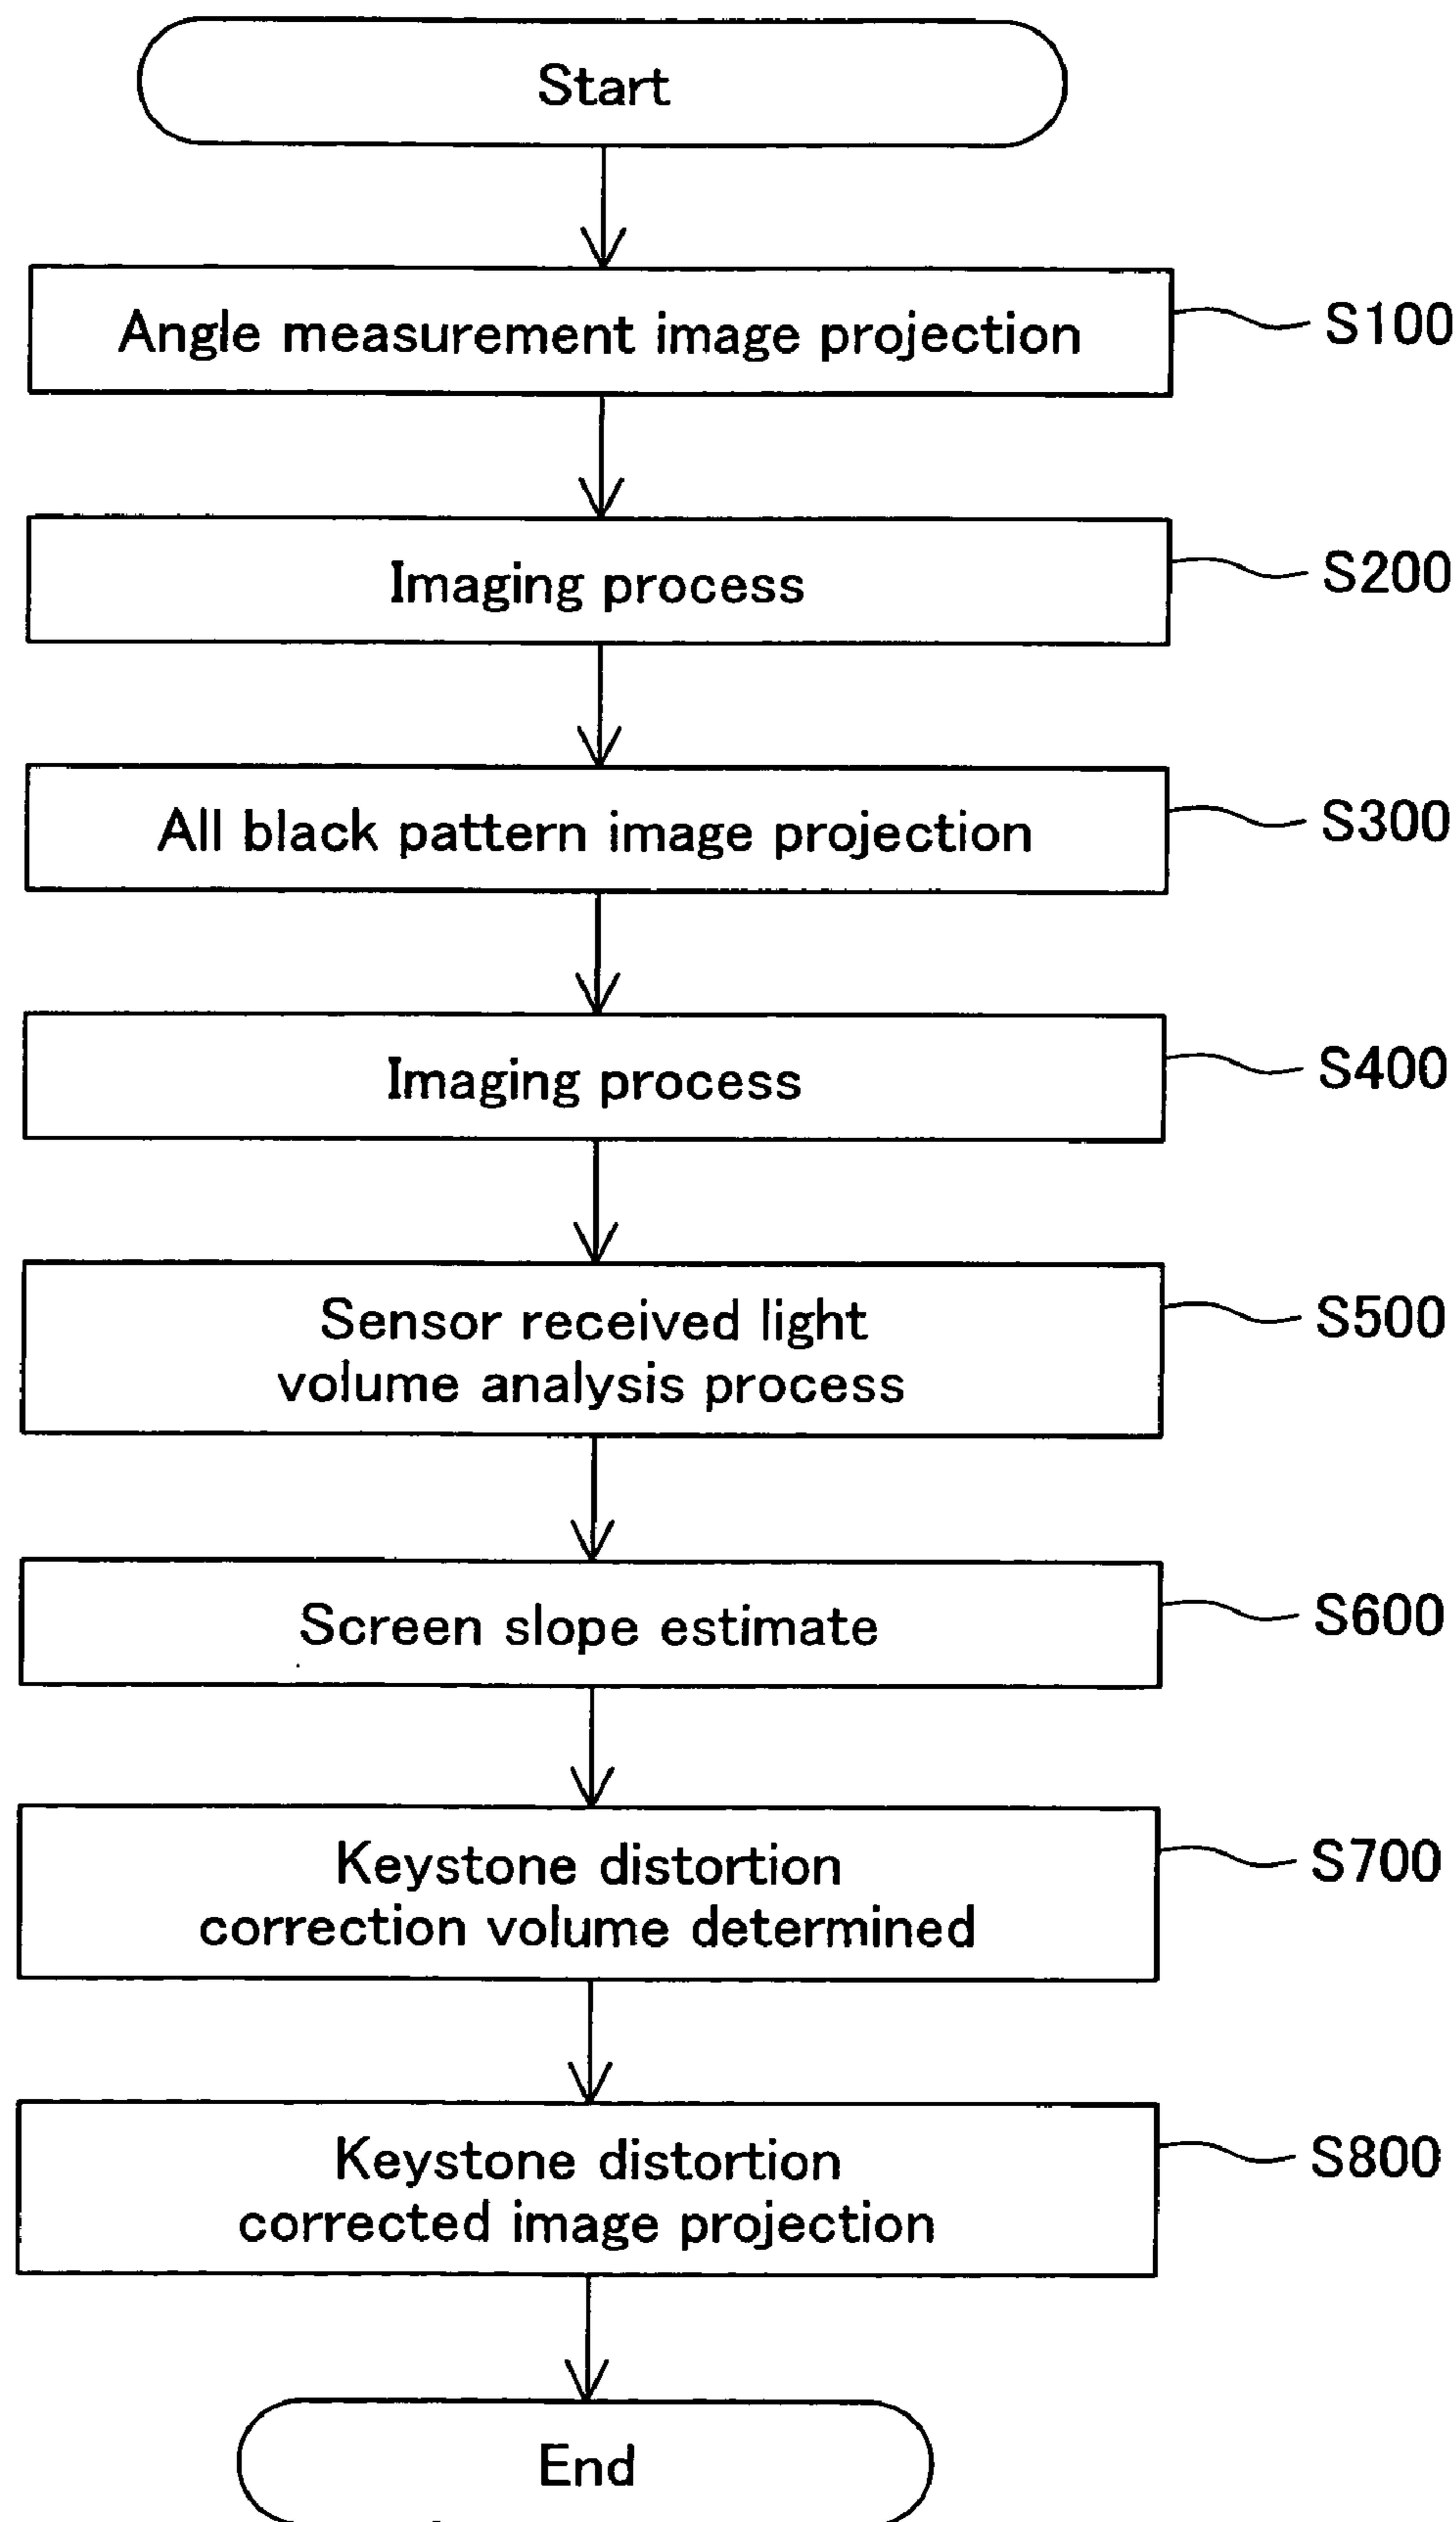 Start
Angle measurement image projection
S100
Imaging process
S200
All black pattern image projection
S300
Imaging process
S400
Sensor received light
volume analysis process
S500
Screen slope estimate
S600
Keystone distortion
correction volume determined
S700
Keystone distortion
corrected image projection
S800
End